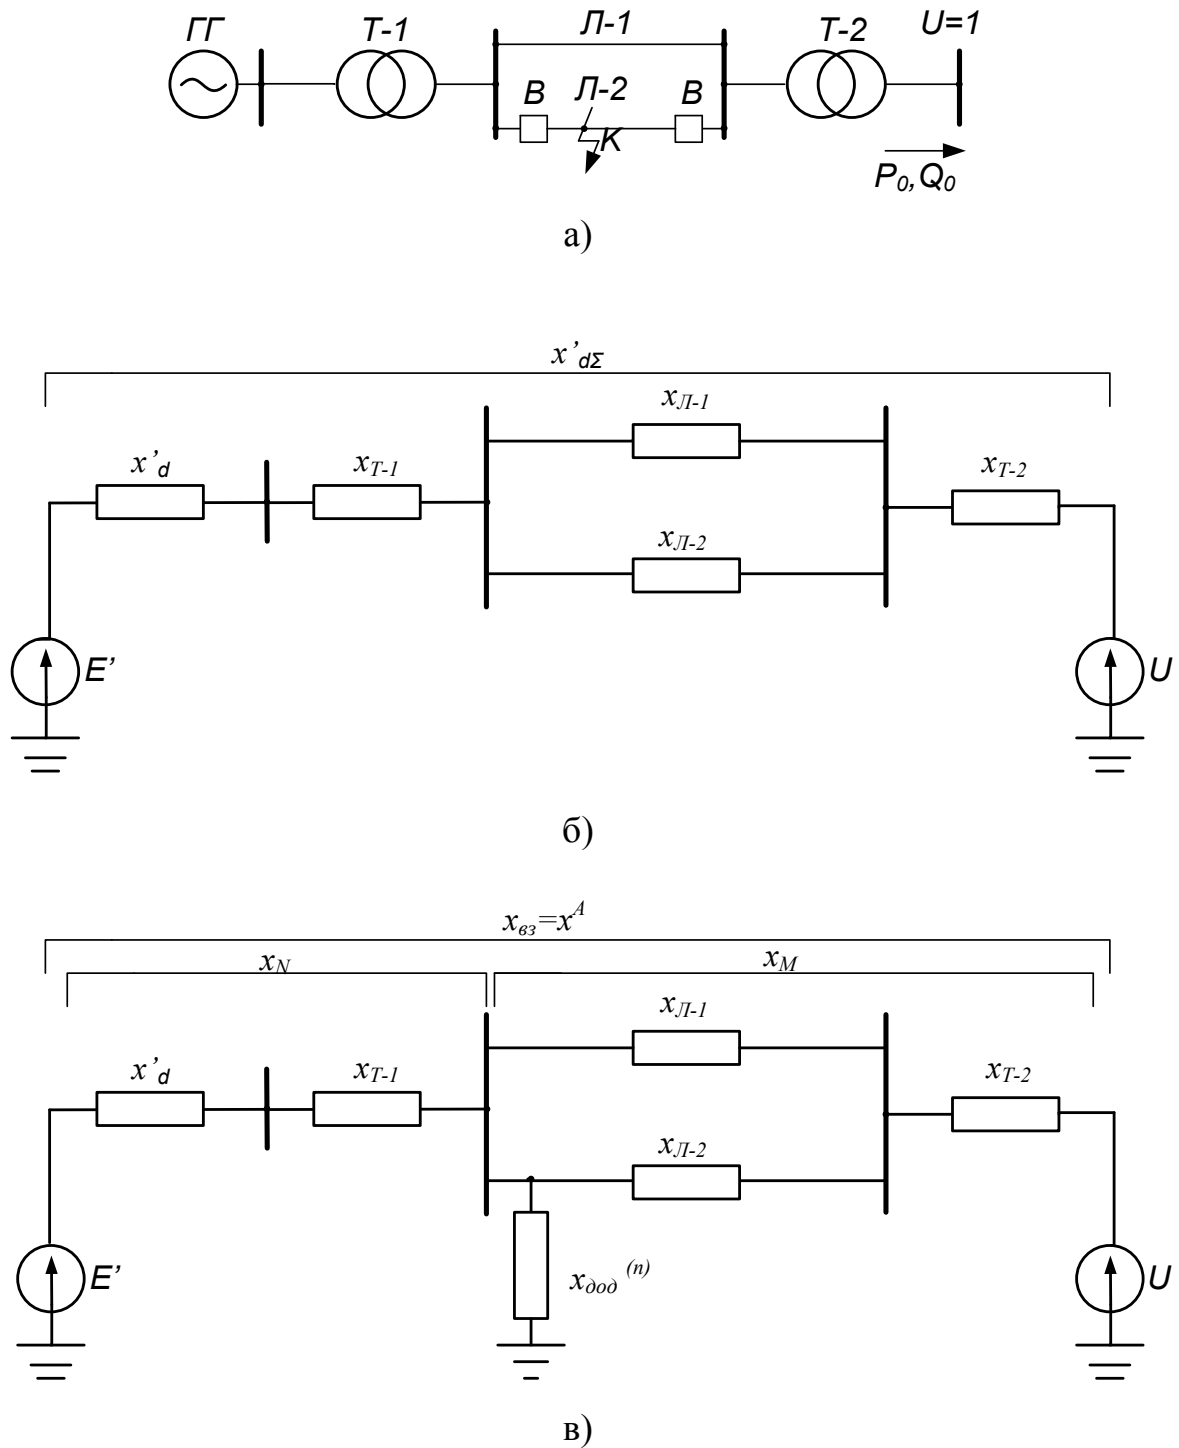 ГГ Т-1 Л-1 Т-2 U=1
В Л-2 В
К
P₀,Q₀
а)
x’dΣ
xЛ-1
x’d xТ-1 xТ-2
xЛ-2
E’ U
б)
xвз=xᴬ
xN xM
xЛ-1
x’d xТ-1 xТ-2
xЛ-2
E’ xдод⁽ⁿ⁾ U
в)